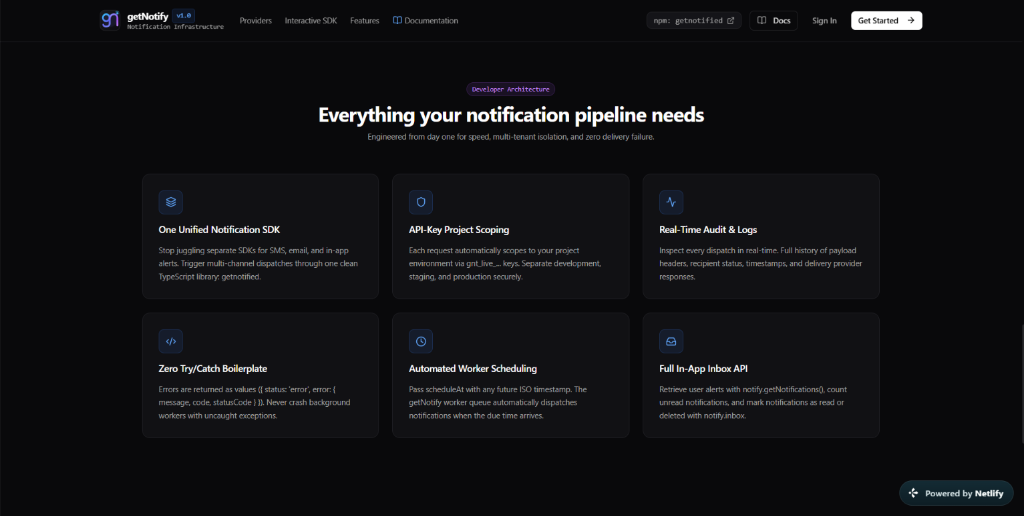 getNotify v1.0
Notification Infrastructure
Providers
Interactive SDK
Features
Documentation
npm: getnotified
Docs
Sign In
Get Started
Developer Architecture
Everything your notification pipeline needs
Engineered from day one for speed, multi-tenant isolation, and zero delivery failure.
One Unified Notification SDK
Stop juggling separate SDKs for SMS, email, and in-app
alerts. Trigger multi-channel dispatches through one clean
TypeScript library: getnotified.
API-Key Project Scoping
Each request automatically scopes to your project
environment via gnt_live_... keys. Separate development,
staging, and production securely.
Real-Time Audit & Logs
Inspect every dispatch in real-time. Full history of payload
headers, recipient status, timestamps, and delivery provider
responses.
Zero Try/Catch Boilerplate
Errors are returned as values ({ status: 'error', error: {
message, code, statusCode } }). Never crash background
workers with uncaught exceptions.
Automated Worker Scheduling
Pass scheduleAt with any future ISO timestamp. The
getNotify worker queue automatically dispatches
notifications when the due time arrives.
Full In-App Inbox API
Retrieve user alerts with notify.getNotifications(), count
unread notifications, and mark notifications as read or
deleted with notify.inbox.
Powered by Netlify